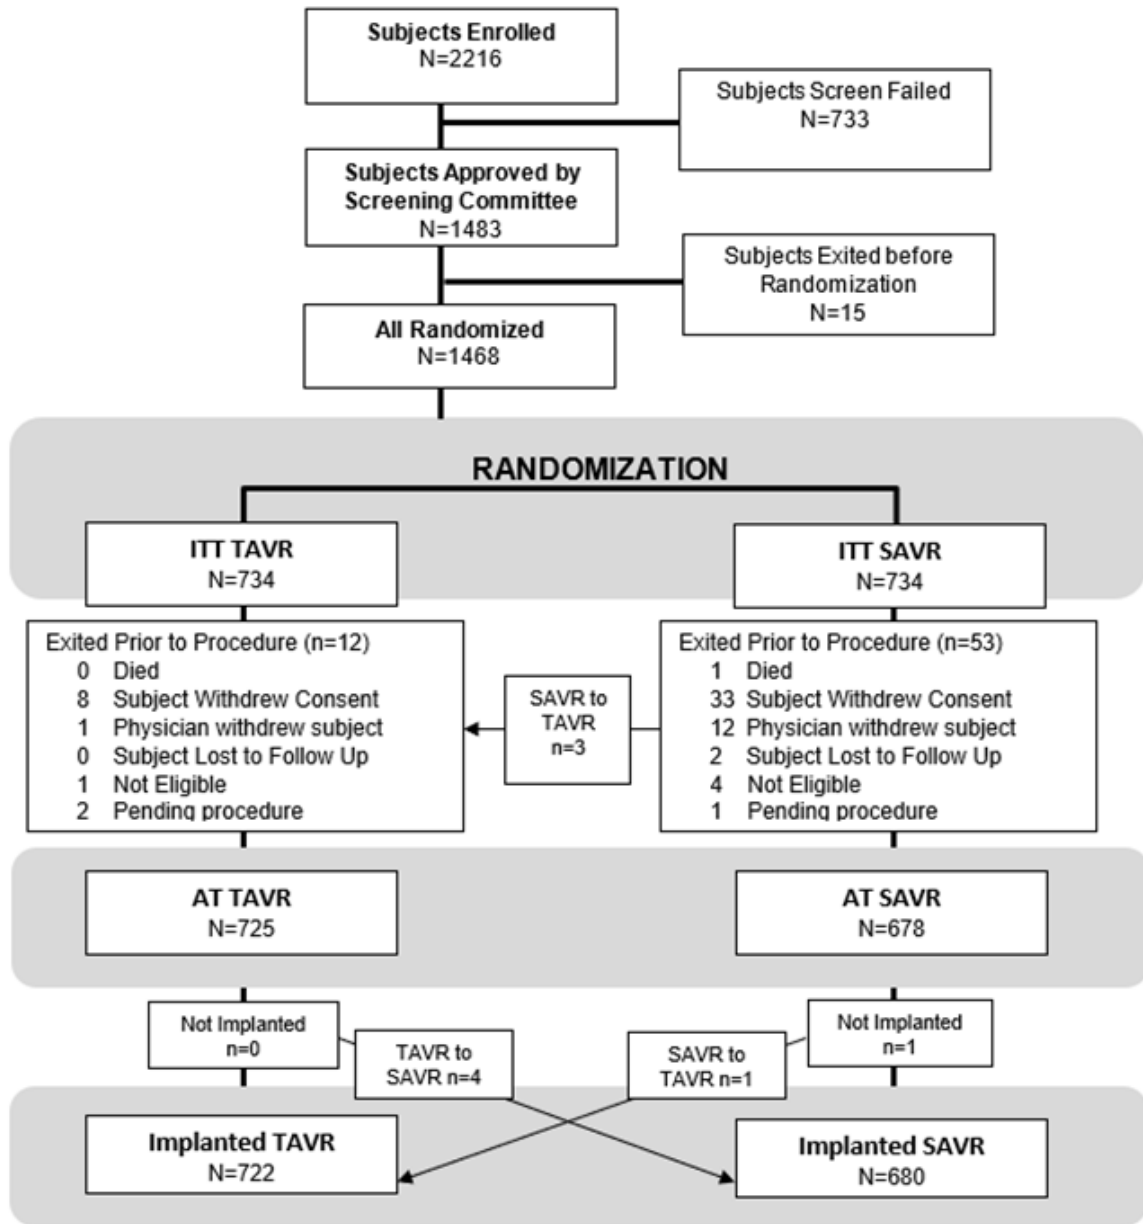 Subjects Enrolled
N=2216
Subjects Screen Failed
N=733
Subjects Approved by
Screening Committee
N=1483
Subjects Exited before
Randomization
N=15
All Randomized
N=1468
RANDOMIZATION
ITT TAVR
N=734
ITT SAVR
N=734
Exited Prior to Procedure (n=12)
0 Died
8 Subject Withdrew Consent
1 Physician withdrew subject
0 Subject Lost to Follow Up
1 Not Eligible
2 Pending procedure
SAVR to
TAVR
n=3
Exited Prior to Procedure (n=53)
1 Died
33 Subject Withdrew Consent
12 Physician withdrew subject
2 Subject Lost to Follow Up
4 Not Eligible
1 Pending procedure
AT TAVR
N=725
AT SAVR
N=678
Not Implanted
n=0
TAVR to
SAVR n=4
SAVR to
TAVR n=1
Not Implanted
n=1
Implanted TAVR
N=722
Implanted SAVR
N=680